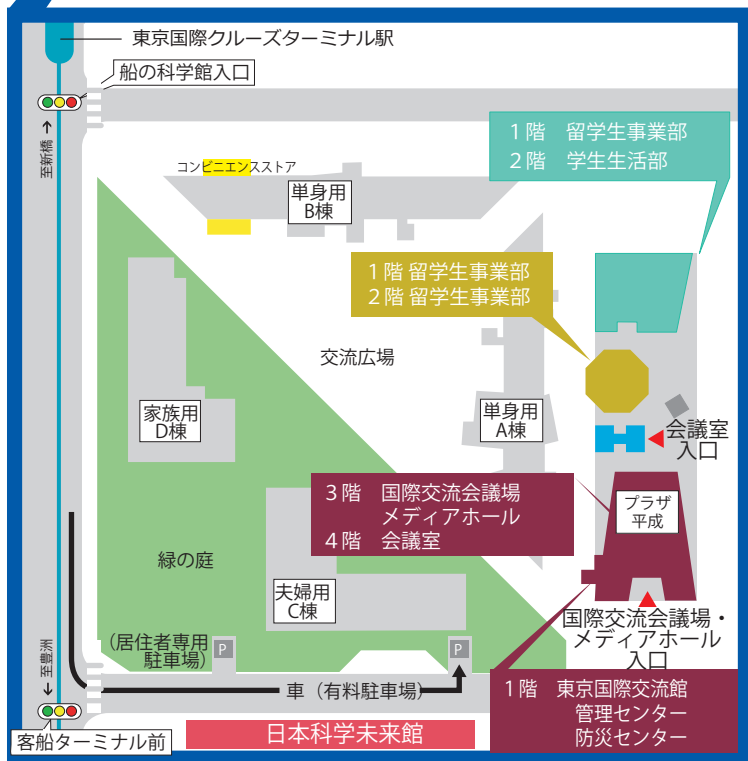 東京国際クルーズターミナル駅
船の科学館入口
至新橋
コンビニエンスストア
単身用
B棟
1階 留学生事業部
2階 学生生活部
1階 留学生事業部
2階 留学生事業部
交流広場
家族用
D棟
単身用
A棟
会議室
入口
3階 国際交流会議場
メディアホール
4階 会議室
プラザ
平成
緑の庭
夫婦用
C棟
国際交流会議場・
メディアホール
入口
(居住者専用
駐車場)
P
P
至豊洲
車(有料駐車場)
1階 東京国際交流館
管理センター
防災センター
客船ターミナル前
日本科学未来館